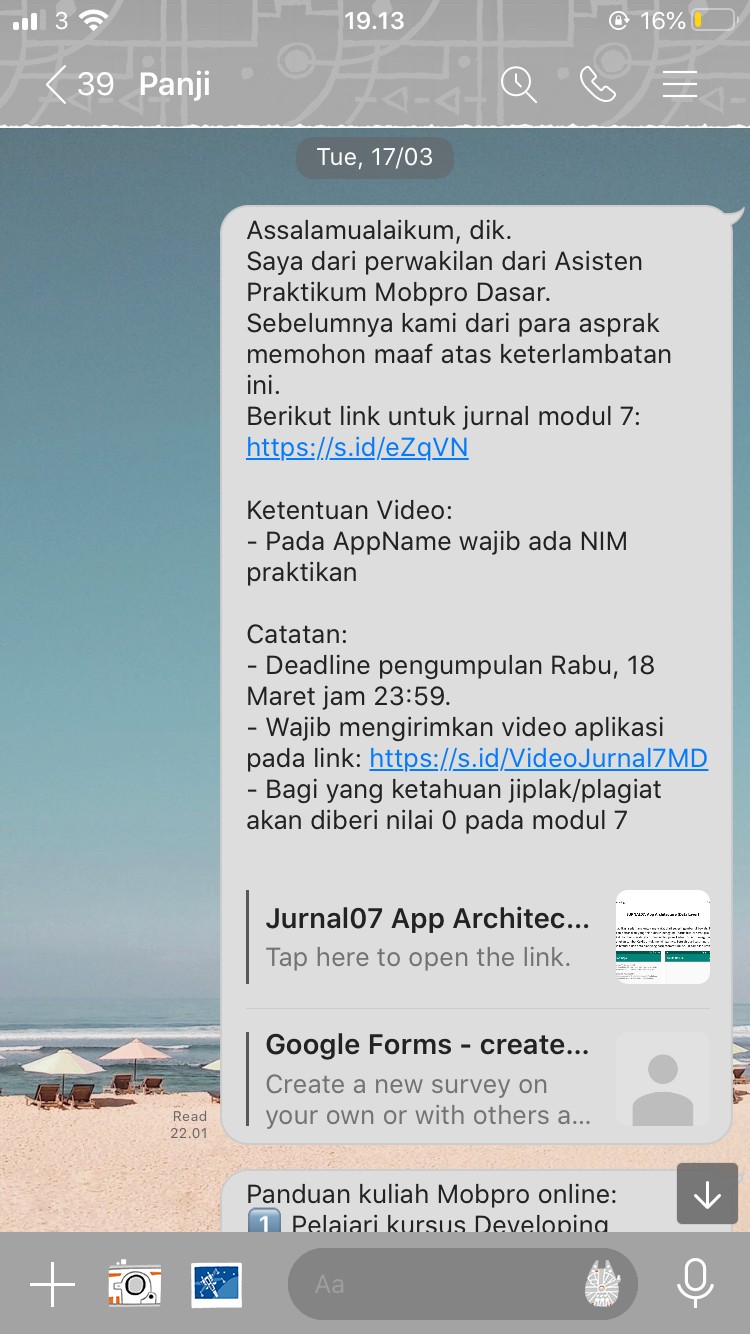 3
19.13
16%
39 Panji
Tue, 17/03
Assalamualaikum, dik.
Saya dari perwakilan dari Asisten
Praktikum Mobpro Dasar.
Sebelumnya kami dari para asprak
memohon maaf atas keterlambatan
ini.
Berikut link untuk jurnal modul 7:
https://s.id/eZqVN
Ketentuan Video:
- Pada AppName wajib ada NIM
praktikan
Catatan:
- Deadline pengumpulan Rabu, 18
Maret jam 23:59.
- Wajib mengirimkan video aplikasi
pada link: https://s.id/VideoJurnal7MD
- Bagi yang ketahuan jiplak/plagiat
akan diberi nilai 0 pada modul 7
Jurnal07 App Architec...
Tap here to open the link.
Google Forms - create...
Create a new survey on
your own or with others a...
Read
22.01
Panduan kuliah Mobpro online:
1 Pelajari kursus Developing
Aa